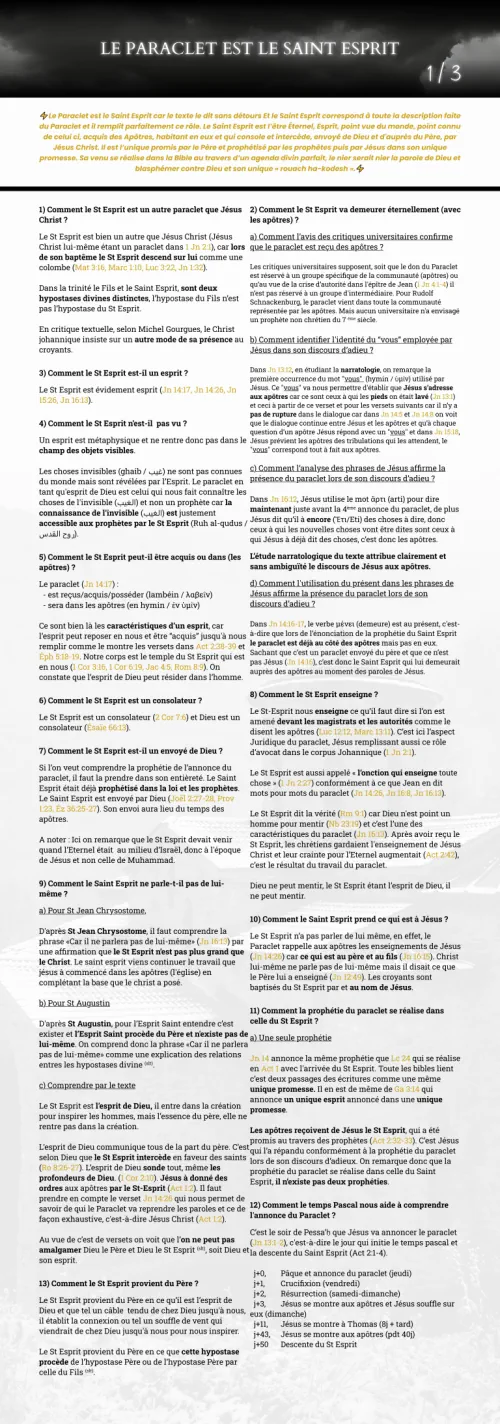 LE PARACLET EST LE SAINT ESPRIT
1/3
Le Paraclet est le Saint Esprit car le texte le dit sans détours Et le Saint Esprit correspond à toute la description faite
du Paraclet et il remplit parfaitement ce rôle. Le Saint Esprit est l'être Éternel, Esprit, point vue du monde, point connu
de celui ci, acquis des Apôtres, habitant en eux et qui console et intercède, envoyé de Dieu et d'auprès du Père, par
Jésus Christ. Il est l'unique promis par le Père et prophétisé par les prophètes puis par Jésus dans son unique
promesse. Sa venu se réalise dans la Bible au travers d'un agenda divin parfait, le nier serait nier la parole de Dieu et
blasphémer contre Dieu et son unique « rouach ha-kodesh ».
1) Comment le St Esprit est un autre paraclet que Jésus
Christ ?
Le St Esprit est bien un autre que Jésus Christ (Jésus
Christ lui-même étant un paraclet dans 1 Jn 2:1), car lors
de son baptême le St Esprit descend sur lui comme une
colombe (Mat 3:16, Marc 1:10, Luc 3:22, Jn 1:32).
Dans la trinité le Fils et le Saint Esprit, sont deux
hypostases divines distinctes, l'hypostase du Fils n'est
pas l'hypostase du St Esprit.
En critique textuelle, selon Michel Gourgues, le Christ
johannique insiste sur un autre mode de sa présence au
croyants.
3) Comment le St Esprit est-il un esprit ?
Le St Esprit est évidement esprit (Jn 14:17, Jn 14:26, Jn
15:26, Jn 16:13).
4) Comment le St Esprit n'est-il pas vu ?
Un esprit est métaphysique et ne rentre donc pas dans le
champ des objets visibles.
Les choses invisibles (ghaib / غيب) ne sont pas connues
du monde mais sont révélées par l'Esprit. Le paraclet en
tant qu'esprit de Dieu est celui qui nous fait connaître les
choses de l'invisible (الغيب) et non un prophète car la
connaissance de l'invisible (الغيب) est justement
accessible aux prophètes par le St Esprit (Ruh al-qudus /
روح القدس).
5) Comment le St Esprit peut-il être acquis ou dans (les
apôtres) ?
Le paraclet (Jn 14:17) :
- est reçus/acquis/posséder (lambéin / λαβεῖν)
- sera dans les apôtres (en hymin / ἐν ὑμῖν)
Ce sont bien là les caractéristiques d'un esprit, car
l'esprit peut reposer en nous et être "acquis" jusqu'à nous
remplir comme le montre les versets dans Act 2:38-39 et
Éph 5:18-19. Notre corps est le temple du St Esprit qui est
en nous (1 Cor 3:16, 1 Cor 6:19, Jac 4:5, Rom 8:9). On
constate que l'esprit de Dieu peut résider dans l'homme.
6) Comment le St Esprit est un consolateur ?
Le St Esprit est un consolateur (2 Cor 7:6) et Dieu est un
consolateur (Esaïe 66:13).
7) Comment le St Esprit est-il un envoyé de Dieu ?
Si l'on veut comprendre la prophétie de l'annonce du
paraclet, il faut la prendre dans son entièreté. Le Saint
Esprit était déjà prophétisé dans la loi et les prophètes.
Le Saint Esprit est envoyé par Dieu (Joël 2:27-28, Prov
1:23, Éz 36:25-27). Son envoi aura lieu du temps des
apôtres.
A noter : Ici on remarque que le St Esprit devait venir
quand l'Eternel était au milieu d'Israël, donc à l'époque
de Jésus et non celle de Muhammad.
9) Comment le Saint Esprit ne parle-t-il pas de lui-
même ?
a) Pour St Jean Chrysostome.
D'après St Jean Chrysostome, il faut comprendre la
phrase «Car il ne parlera pas de lui-même» (Jn 16:13) par
une affirmation que le St Esprit n'est pas plus grand que
le Christ. Le saint esprit viens continuer le travail que
jésus à commencé dans les apôtres (l'église) en
complétant la base que le christ a posé.
b) Pour St Austin
D'après St Augustin, pour l'Esprit Saint entendre c'est
exister et l'Esprit Saint procède du Père et n'existe pas de
lui-même. On comprend donc la phrase «Car il ne parlera
pas de lui-même» comme une explication des relations
entres les hypostases divine
c) Comprendre par le texte
Le St Esprit est l'esprit de Dieu, il entre dans la création
pour inspirer les hommes, mais l'essence du père, elle ne
rentre pas dans la création.
L'esprit de Dieu communique tous de la part du père. C'est
selon Dieu que le St Esprit intercède en faveur des saints
(Ro 8:26-27). L'esprit de Dieu sonde tout, même les
profondeurs de Dieu. (1 Cor 2:10). Jésus à donné des
ordres aux apôtres par le St-Esprit (Act 1:2). Il faut
prendre en compte le verset Jn 14:26 qui nous permet de
savoir de qui le Paraclet va reprendre les paroles et ce de
façon exhaustive, c'est-à-dire Jésus Christ (Act 1:2).
Au vue de c'est de versets on voit que l'on ne peut pas
amalgamer Dieu le Père et Dieu le St Esprit, soit Dieu et
son esprit.
13) Comment le St Esprit provient du Père ?
Le St Esprit provient du Père en ce qu'il est l'esprit de
Dieu et que tel un câble tendu de chez Dieu jusqu'à nous,
il établit la connexion ou tel un souffle de vent qui
viendrait de chez Dieu jusqu'à nous pour nous inspirer.
Le St Esprit provient du Père en ce que cette hypostase
procède de l'hypostase Père ou de l'hypostase Père par
celle du Fils
2) Comment le St Esprit va demeurer éternellement (avec
les apôtres) ?
a) Comment l'avis des critiques universitaires confirme
que le paraclet est reçus des apôtres ?
Les critiques universitaires supposent, soit que le don du Paraclet
est réservé à un groupe spécifique de la communauté (apôtres) ou
qu'au vue de la crise d'autorité dans l'épître de Jean (1 Jn 4:1-4) il
n'est pas réservé à un groupe d'intermédiaire. Pour Rudolf
Schnackenburg, le paraclet vient dans toute la communauté
représentée par les apôtres. Mais aucun universitaire n'a envisagé
un prophète non chrétien du 7 ème siècle.
b) Comment identifier l'identité du "vous" employée par
Jésus dans son discours d'adieu ?
Dans Jn 13:12, en étudiant la narratologie, on remarque la
première occurrence du mot "vous" (hymin / ὑμῖν) utilisé par
Jésus. Ce "vous" va nous permettre d'établir que Jésus s'adresse
aux apôtres car ce sont ceux à qui les pieds on était lavé (Jn 13:1)
et ceci à partir de ce verset et pour les versets suivants car il n'y a
pas de rupture dans le dialogue car dans Jn 14:5 et Jn 14:8 on voit
que le dialogue continue entre Jésus et les apôtres et qu'à chaque
question d'un apôtre Jésus répond avec un "vous" et dans Jn 15:18,
Jésus prévient les apôtres des tribulations qui les attendent, le
"vous" correspond tout à fait aux apôtres.
c) Comment l'analyse des phrases de Jésus affirme la
présence du paraclet lors de son discours d'adieu ?
Dans Jn 16:12, Jésus utilise le mot ἄρτι (arti) pour dire
maintenant juste avant la 4ème annonce du paraclet, de plus
Jésus dit qu'il à encore (Ἔτι/Eti) des choses à dire, donc
ceux à qui les nouvelles choses vont être dites sont ceux à
qui Jésus à déjà dit des choses, c'est donc les apôtres.
L'étude narratologique du texte attribue clairement et
sans ambiguïté le discours de Jésus aux apôtres.
d) Comment l'utilisation du présent dans les phrases de
Jésus affirme la présence du paraclet lors de son
discours d'adieu ?
Dans Jn 14:16-17, le verbe μένει (demeure) est au présent, c'est-
à-dire que lors de l'énonciation de la prophétie du Saint Esprit
le paraclet est déjà au côté des apôtres mais pas en eux.
Sachant que c'est un paraclet envoyé du père et que ce n'est
pas Jésus (Jn 14:16), c'est donc le Saint Esprit qui lui demeurait
auprès des apôtres au moment des paroles de Jésus.
8) Comment le St Esprit enseigne ?
Le St-Esprit nous enseigne ce qu'il faut dire si l'on est
amené devant les magistrats et les autorités comme le
disent les apôtres (Luc 12:12, Marc 13:11). C'est ici l'aspect
Juridique du paraclet, Jésus remplissant aussi ce rôle
d'avocat dans le corpus Johannique (1 Jn 2:1).
Le St Esprit est aussi appelé « l'onction qui enseigne toute
chose » (1 Jn 2:27) conformément à ce que Jean en dit
mots pour mots du paraclet (Jn 14:26, Jn 16:8, Jn 16:13).
Le St Esprit dit la vérité (Rm 9:1) car Dieu n'est point un
homme pour mentir (Nb 23:19) et c'est l'une des
caractéristiques du paraclet (Jn 16:13). Après avoir reçu le
St Esprit, les chrétiens gardaient l'enseignement de Jésus
Christ et leur crainte pour l'Eternel augmentait (Act 2:42),
c'est le résultat du travail du paraclet.
Dieu ne peut mentir, le St Esprit étant l'esprit de Dieu, il
ne peut mentir.
10) Comment le Saint Esprit prend ce qui est à Jésus ?
Le St Esprit n'a pas de parler de lui même, en effet, le
Paraclet rappelle aux apôtres les enseignements de Jésus
(Jn 14:26) car ce qui est au père et au fils (Jn 16:15). Christ
lui-même ne parle pas de lui-même mais il disait ce que
le Père lui a enseigné (Jn 12:49). Les croyants sont
baptisés du St Esprit par et au nom de Jésus.
11) Comment la prophétie du paraclet se réalise dans
celle du St Esprit ?
a) Une seule prophétie
Jn 14 annonce la même prophétie que Lc 24 qui se réalise
en Act 1 avec l'arrivée du St Esprit. Toute les bibles lient
c'est deux passages des écritures comme une même
unique promesse. Il en est de même de Ga 3:14 qui
annonce un unique esprit annoncé dans une unique
promesse.
Les apôtres reçoivent de Jésus le St Esprit, qui a été
promis au travers des prophètes (Act 2:32-33). C'est Jésus
qui l'a répandu conformément à la prophétie du paraclet
lors de son discours d'adieux. On remarque donc que la
prophétie du paraclet se réalise dans celle du Saint
Esprit, il n'existe pas deux prophéties.
12) Comment le temps Pascal nous aide à comprendre
l'annonce du Paraclet ?
C'est le soir de Pessa'h que Jésus va annoncer le paraclet
(Jn 13:1-2), c'est-à-dire le jour qui initie le temps pascal et
la descente du Saint Esprit (Act 2:1-4).
j+0, Pâque et annonce du paraclet (jeudi)
j+1, Crucifixion (vendredi)
j+2, Résurrection (samedi-dimanche)
j+3, Jésus se montre aux apôtres et Jésus souffle sur
eux (dimanche)
j+11, Jésus se montre à Thomas (8j + tard)
j+43, Jésus se montre aux apôtres (pdt 40j)
j+50 Descente du St Esprit